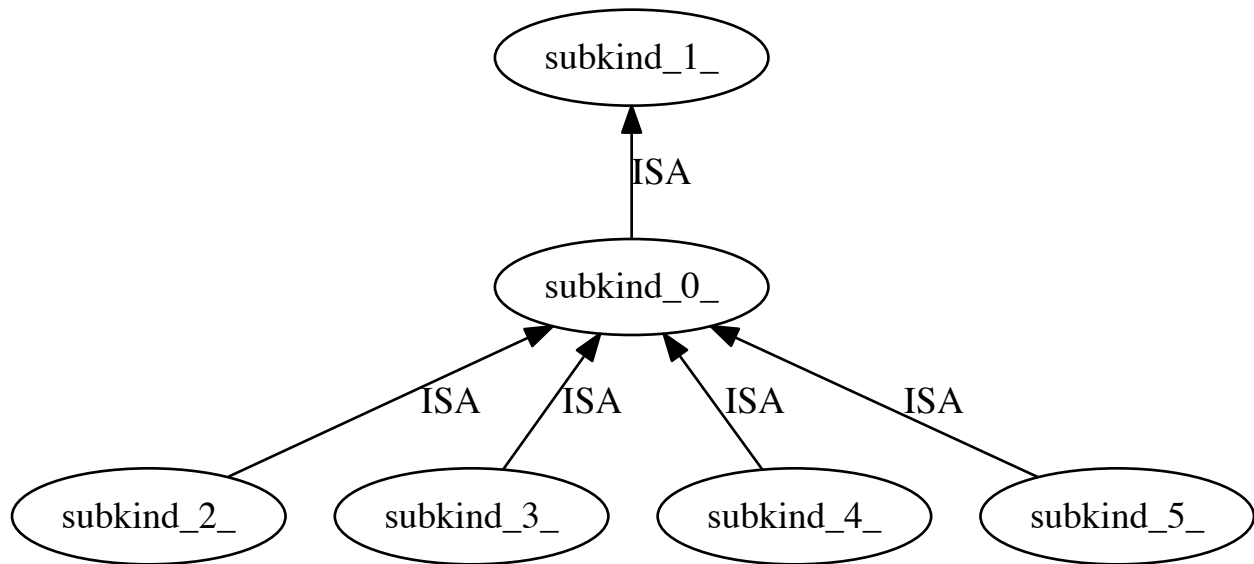 subkind_1_
ISA
subkind_0_
ISA ISA ISA ISA
subkind_2_ subkind_3_ subkind_4_ subkind_5_